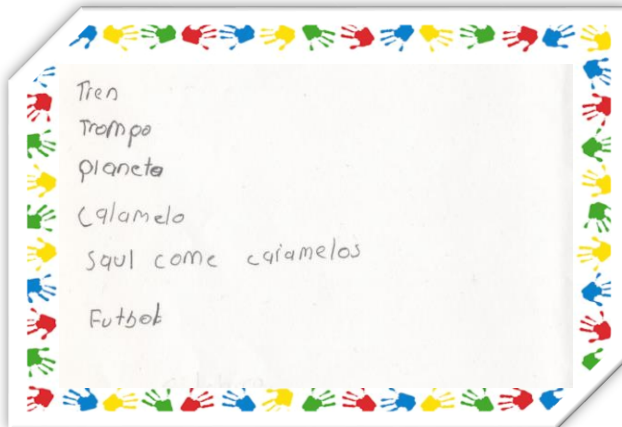 Tren
Trompo
planeta
calamelo
saul come caramelos
Futbol